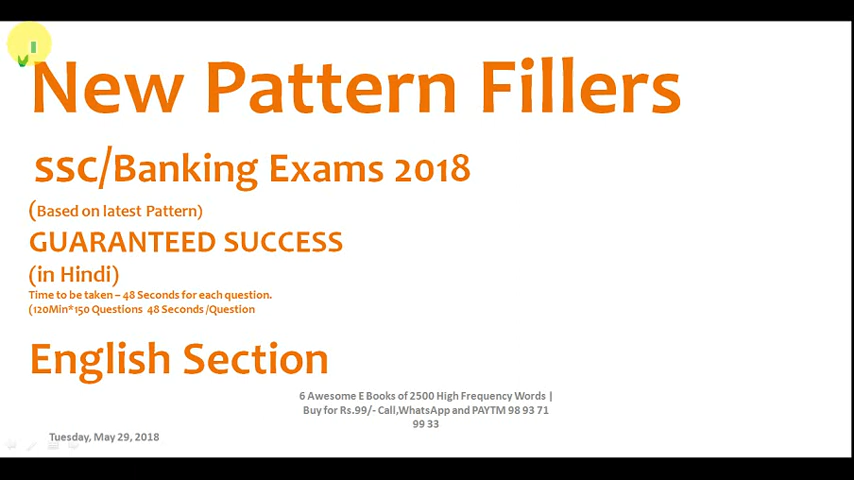 New Pattern Fillers
SSC/Banking Exams 2018
(Based on latest Pattern)
GUARANTEED SUCCESS
(in Hindi)
Time to be taken – 48 Seconds for each question.
(120Min*150 Questions 48 Seconds/Question
English Section
6 Awesome E Books of 2500 High Frequency Words |
Buy for Rs.99/- Call,WhatsApp and PAYTM 98 93 71
99 33
Tuesday, May 29, 2018